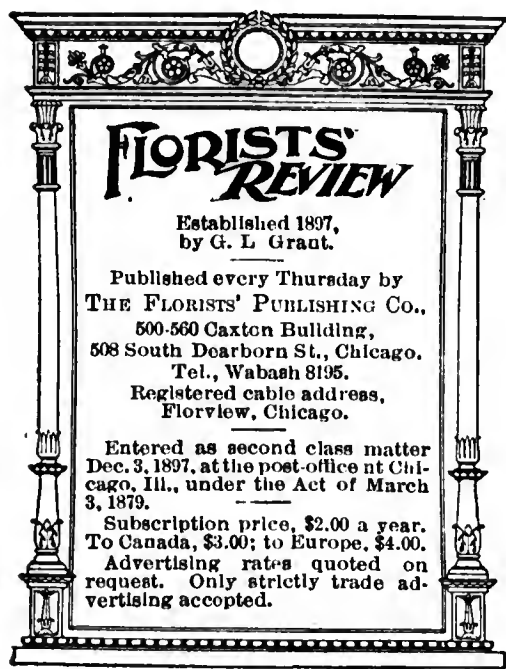 FLORISTS'
REVIEW
Established 1897,
by G. L Grant.
Published every Thursday by
THE FLORISTS' PUBLISHING CO.,
500-560 Caxton Building,
508 South Dearborn St., Chicago.
Tel., Wabash 8195.
Registered cable address,
Florview, Chicago.
Entered as second class matter
Dec. 3, 1897, at the post-office at Chi-
cago, Ill., under the Act of March
3, 1879.
Subscription price, $2.00 a year.
To Canada, $3.00; to Europe, $4.00.
Advertising rates quoted on
request. Only strictly trade ad-
vertising accepted.